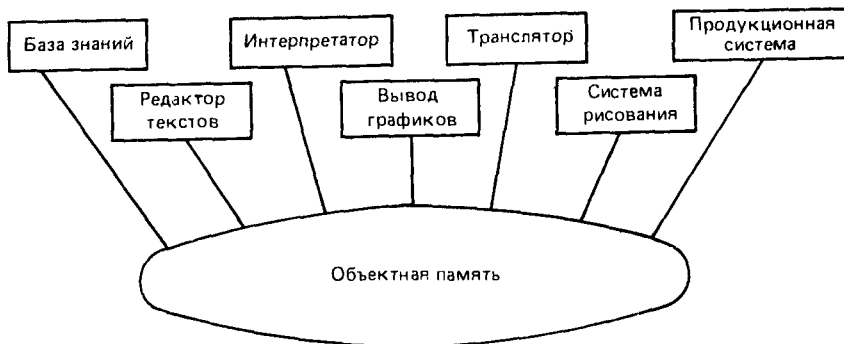 База знаний
Интерпретатор
Транслятор
Продукционная
система
Редактор
текстов
Вывод
графиков
Система
рисования
Объектная память